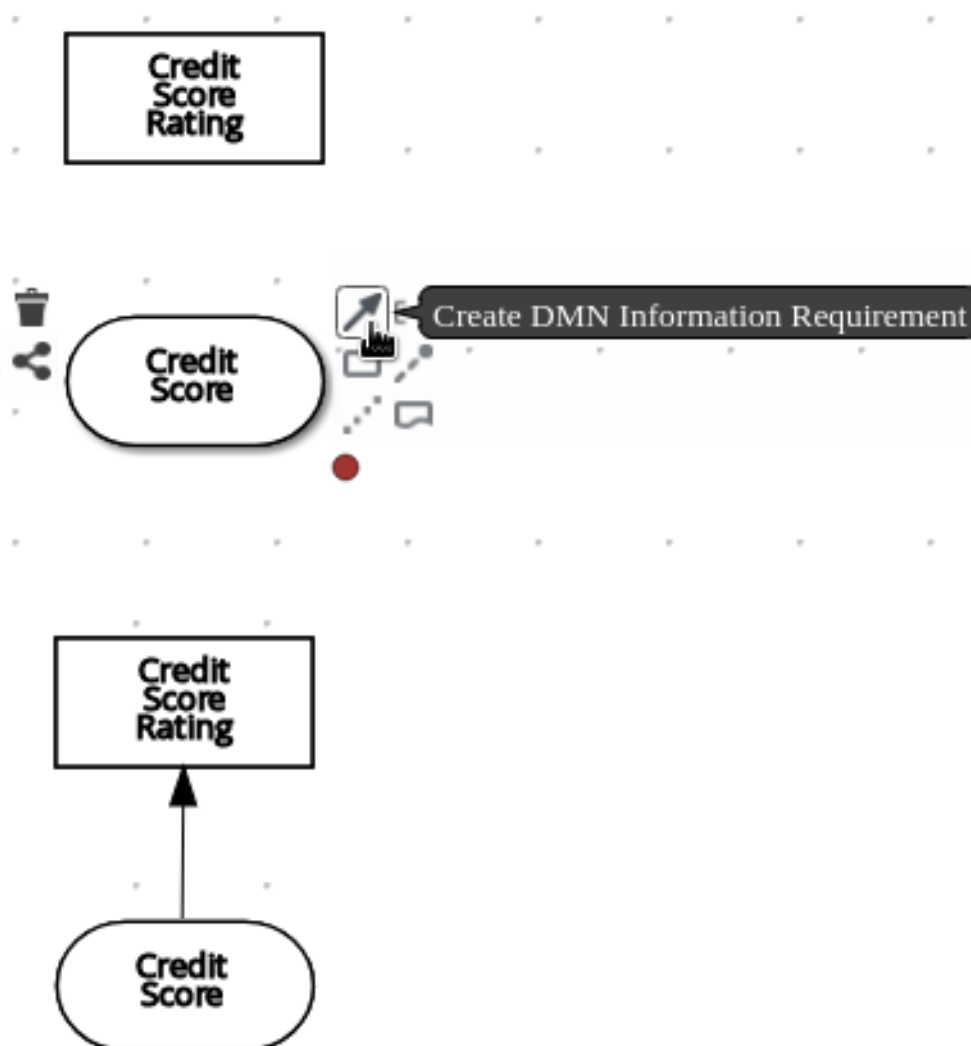 Credit
Score
Rating
Credit
Score
Create DMN Information Requirement
Credit
Score
Rating
Credit
Score